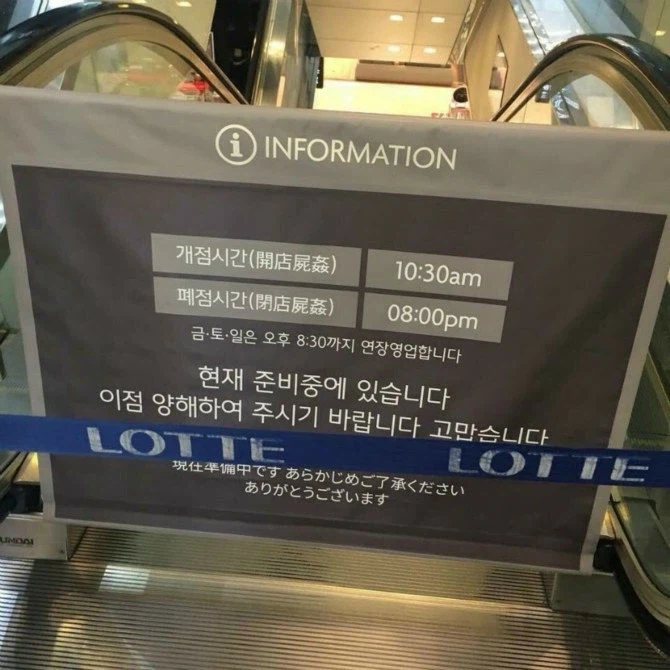 i INFORMATION
개점시간(開店屍姦) 10:30am
폐점시간(閉店屍姦) 08:00pm
금·토·일은 오후 8:30까지 연장영업합니다
현재 준비중에 있습니다
이점 양해하여 주시기 바랍니다 고맙습니다
LOTTE LOTTE
現在準備中です あらかじめご了承ください
ありがとうございます